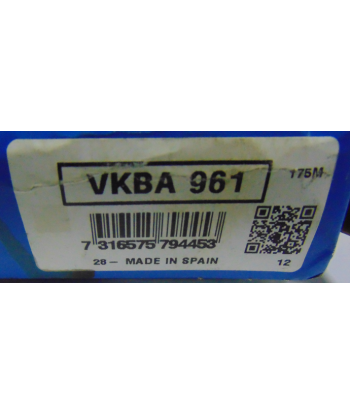 VKBA 961
175M
7 316575 794453
28- MADE IN SPAIN
12